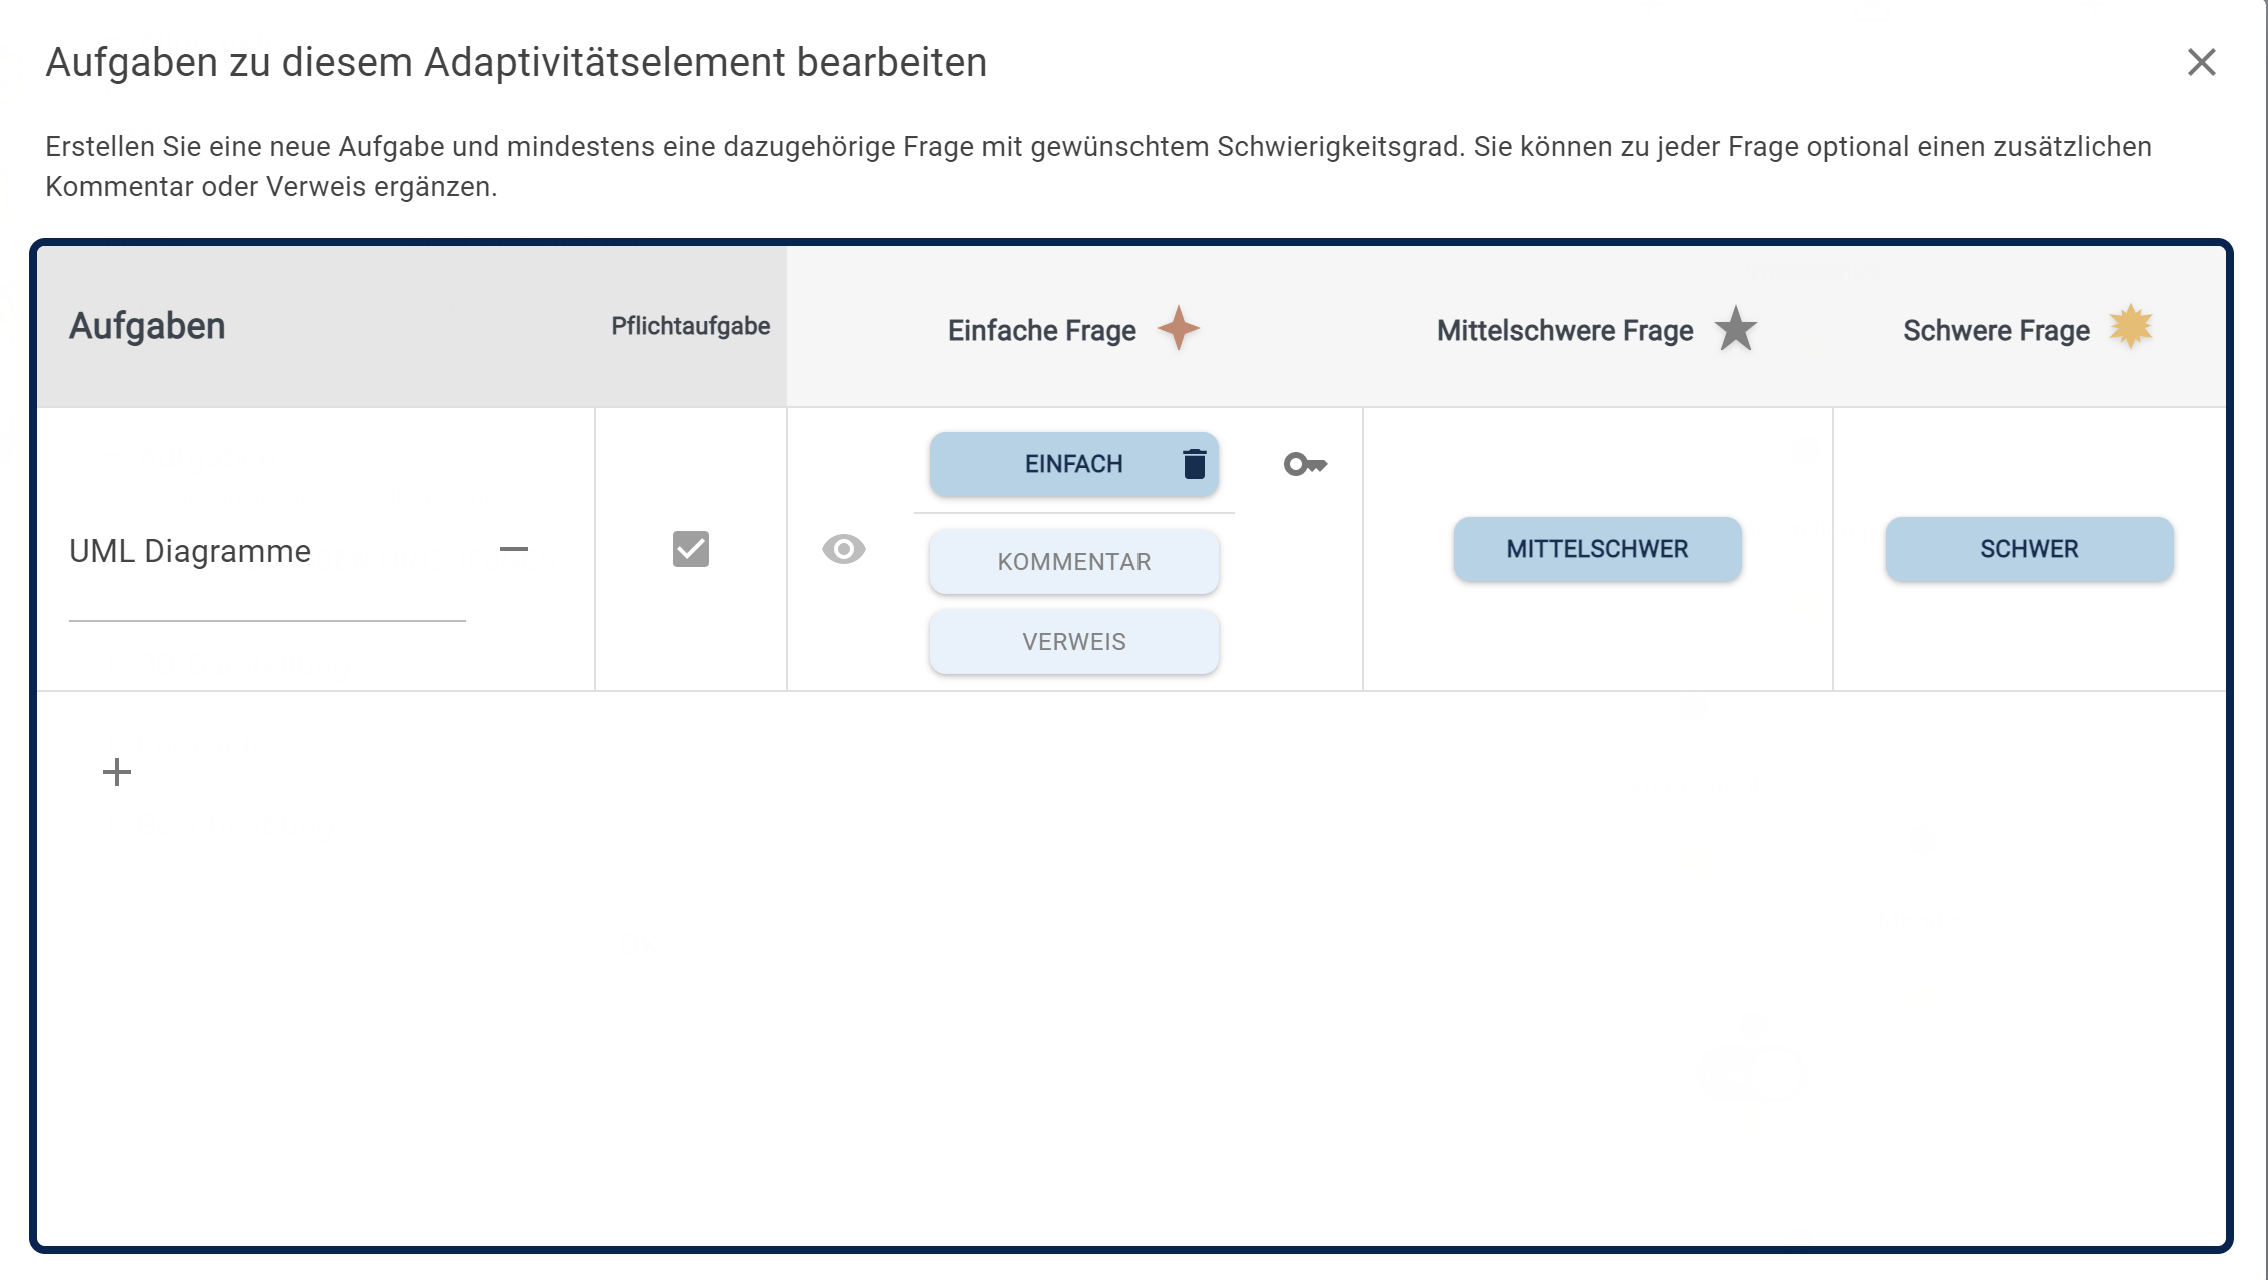 Aufgaben zu diesem Adaptivitätselement bearbeiten
Erstellen Sie eine neue Aufgabe und mindestens eine dazugehörige Frage mit gewünschtem Schwierigkeitsgrad. Sie können zu jeder Frage optional einen zusätzlichen
Kommentar oder Verweis ergänzen.
Aufgaben
Pflichtaufgabe
Einfache Frage
Mittelschwere Frage
Schwere Frage
UML Diagramme
EINFACH
KOMMENTAR
VERWEIS
MITTELSCHWER
SCHWER